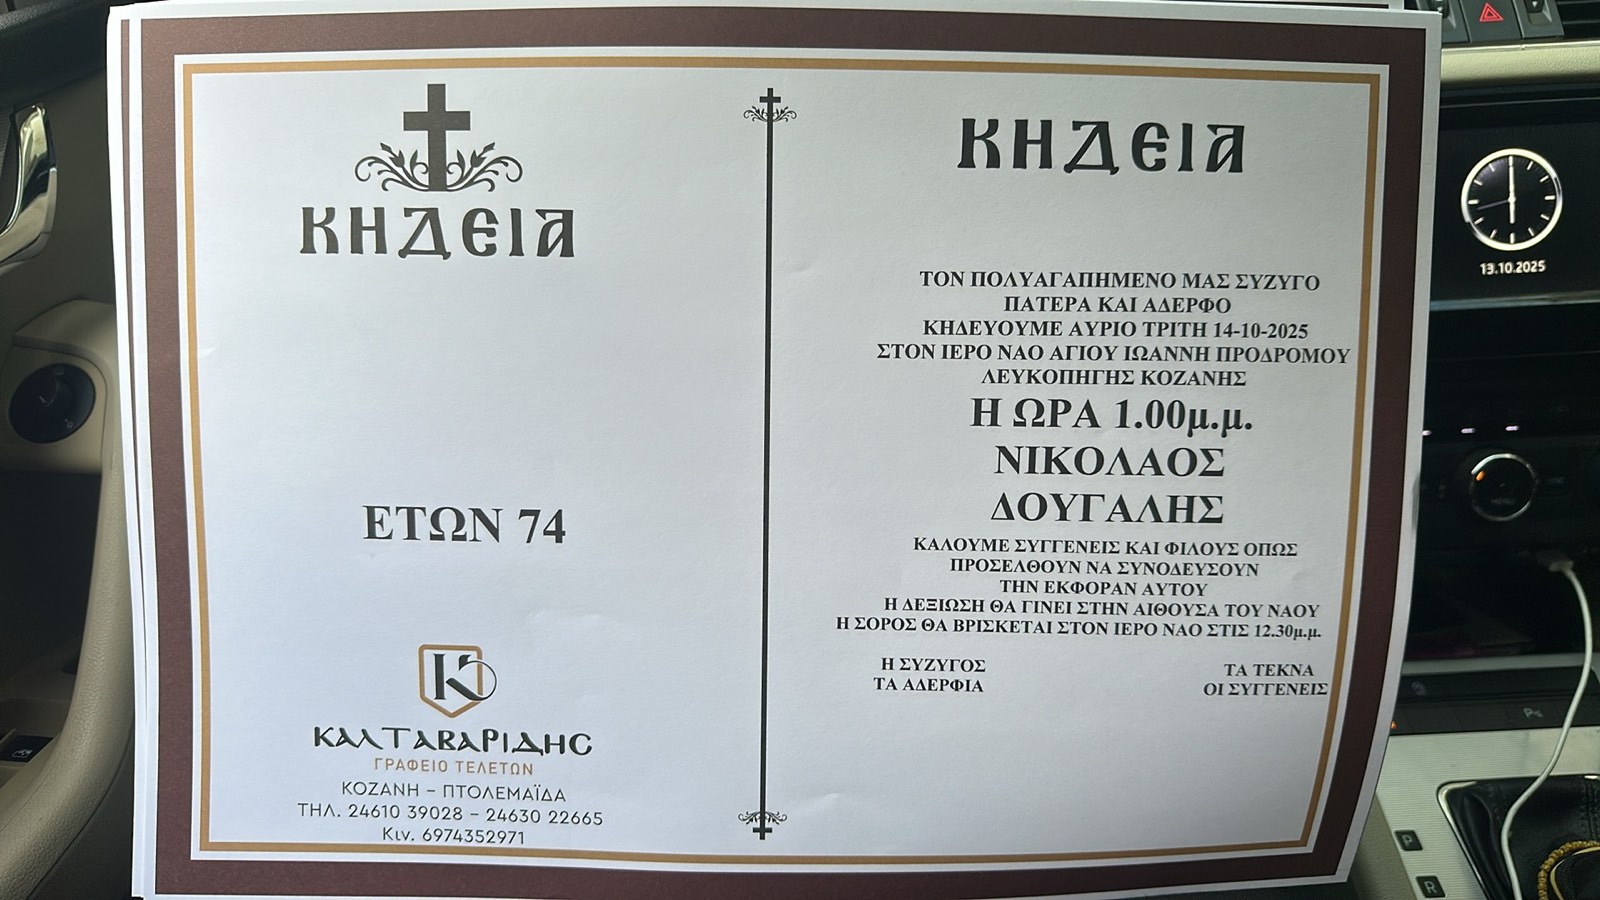 ΚΗΔΕΙΑ
ΕΤΩΝ 74
Κ
ΚΑΛΤΑΒΑΡΙΔΗΣ
ΓΡΑΦΕΙΟ ΤΕΛΕΤΩΝ
ΚΟΖΑΝΗ – ΠΤΟΛΕΜΑΪΔΑ
ΤΗΛ. 24610 39028 – 24630 22665
Κιν. 6974352971
ΚΗΔΕΙΑ
ΤΟΝ ΠΟΛΥΑΓΑΠΗΜΕΝΟ ΜΑΣ ΣΥΖΥΓΟ
ΠΑΤΕΡΑ ΚΑΙ ΑΔΕΡΦΟ
ΚΗΔΕΥΟΥΜΕ ΑΥΡΙΟ ΤΡΙΤΗ 14-10-2025
ΣΤΟΝ ΙΕΡΟ ΝΑΟ ΑΓΙΟΥ ΙΩΑΝΝΗ ΠΡΟΔΡΟΜΟΥ
ΛΕΥΚΟΠΗΓΗΣ ΚΟΖΑΝΗΣ
Η ΩΡΑ 1.00μ.μ.
ΝΙΚΟΛΑΟΣ
ΔΟΥΓΑΛΗΣ
ΚΑΛΟΥΜΕ ΣΥΓΓΕΝΕΙΣ ΚΑΙ ΦΙΛΟΥΣ ΟΠΩΣ
ΠΡΟΣΕΛΘΟΥΝ ΝΑ ΣΥΝΟΔΕΥΣΟΥΝ
ΤΗΝ ΕΚΦΟΡΑΝ ΑΥΤΟΥ
Η ΔΕΞΙΩΣΗ ΘΑ ΓΙΝΕΙ ΣΤΗΝ ΑΙΘΟΥΣΑ ΤΟΥ ΝΑΟΥ
Η ΣΟΡΟΣ ΘΑ ΒΡΙΣΚΕΤΑΙ ΣΤΟΝ ΙΕΡΟ ΝΑΟ ΣΤΙΣ 12.30μ.μ.
Η ΣΥΖΥΓΟΣ
ΤΑ ΑΔΕΡΦΙΑ
ΤΑ ΤΕΚΝΑ
ΟΙ ΣΥΓΓΕΝΕΙΣ
13.10.2025
MENU
P
R